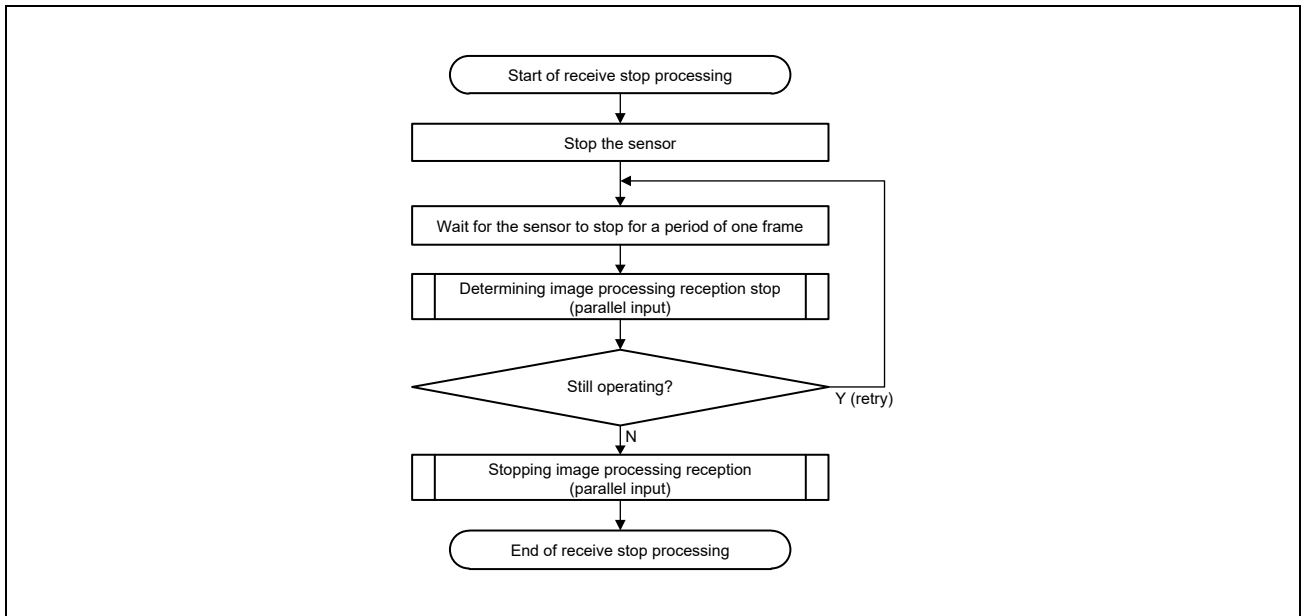 Start of receive stop processing
Stop the sensor
Wait for the sensor to stop for a period of one frame
Determining image processing reception stop
(parallel input)
Still operating?
Y (retry)
N
Stopping image processing reception
(parallel input)
End of receive stop processing